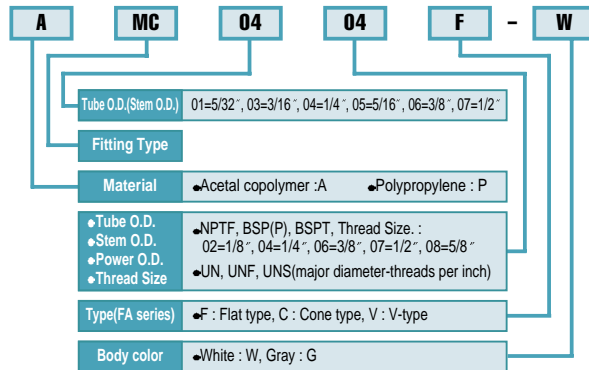 A MC 04 04 F – W
Tube O.D.(Stem O.D.) 01=5/32″, 03=3/16″, 04=1/4″, 05=5/16″, 06=3/8″, 07=1/2″
Fitting Type
Material ●Acetal copolymer :A ●Polypropylene : P
●Tube O.D.
●Stem O.D.
●Power O.D.
●Thread Size
●NPTF, BSP(P), BSPT, Thread Size. :
02=1/8″, 04=1/4″, 06=3/8″, 07=1/2″, 08=5/8″
●UN, UNF, UNS(major diameter-threads per inch)
Type(FA series) ●F : Flat type, C : Cone type, V : V-type
Body color ●White : W, Gray : G